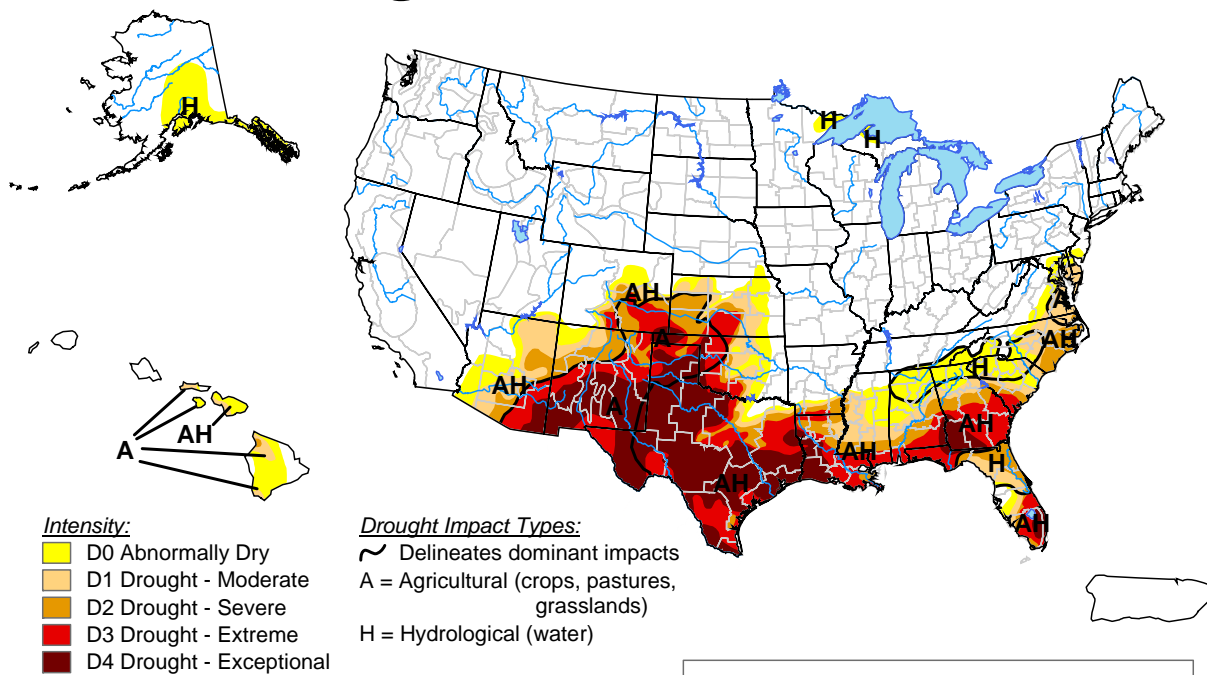 H
H
H
AH
A
A
AH
H
AH
A
AH
AH
A
AH
H
AH
AH
Intensity:
D0 Abnormally Dry
D1 Drought - Moderate
D2 Drought - Severe
D3 Drought - Extreme
D4 Drought - Exceptional
Drought Impact Types:
Delineates dominant impacts
A = Agricultural (crops, pastures,
grasslands)
H = Hydrological (water)